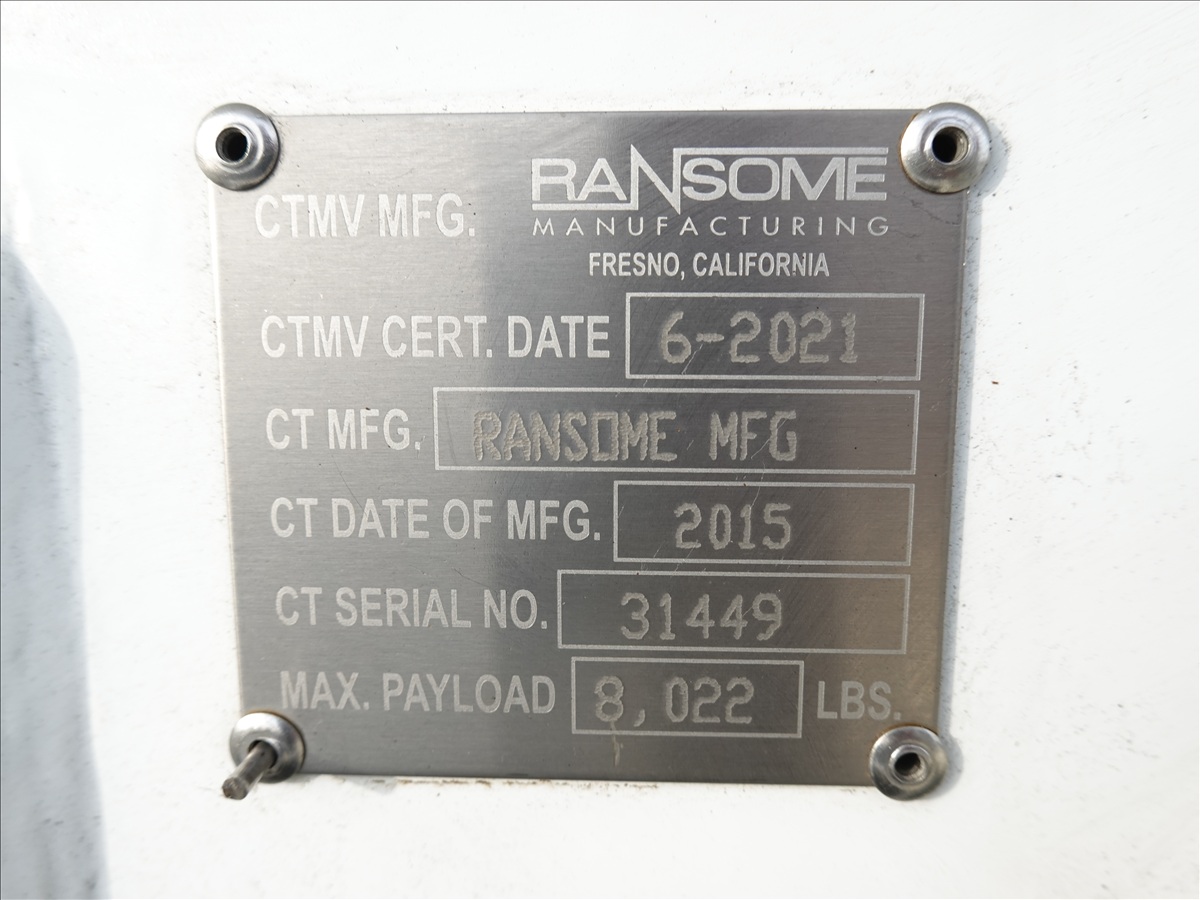 RANSOME
CTMV MFG. MANUFACTURING
FRESNO, CALIFORNIA
CTMV CERT. DATE 6-2021
CT MFG. RANSOME MFG
CT DATE OF MFG. 2015
CT SERIAL NO. 31449
MAX. PAYLOAD 8,022 LBS.